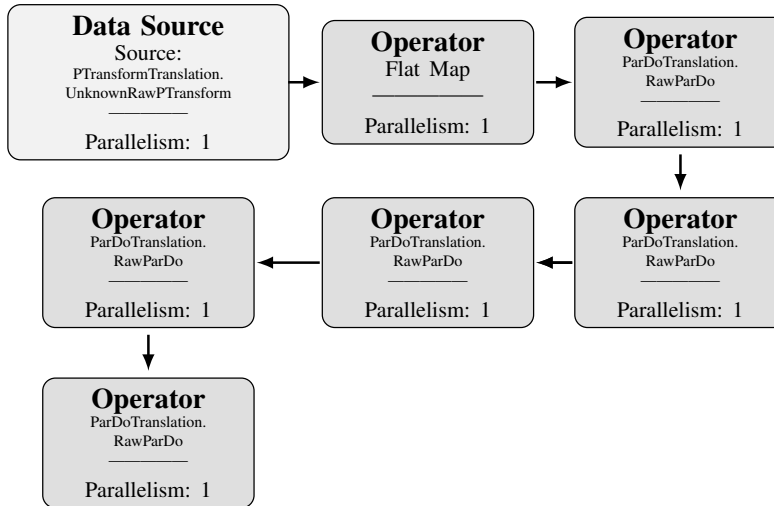 Data Source
Source:
PTransformTranslation.
UnknownRawPTransform
Parallelism: 1
Operator
Flat Map
Parallelism: 1
Operator
ParDoTranslation.
RawParDo
Parallelism: 1
Operator
ParDoTranslation.
RawParDo
Parallelism: 1
Operator
ParDoTranslation.
RawParDo
Parallelism: 1
Operator
ParDoTranslation.
RawParDo
Parallelism: 1
Operator
ParDoTranslation.
RawParDo
Parallelism: 1